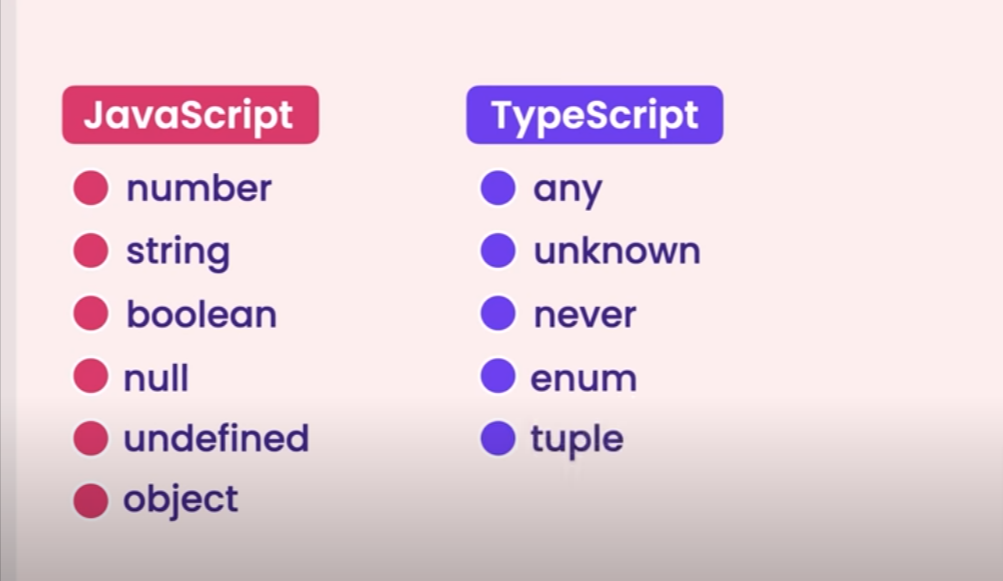 JavaScript
number
string
boolean
null
undefined
object
TypeScript
any
unknown
never
enum
tuple